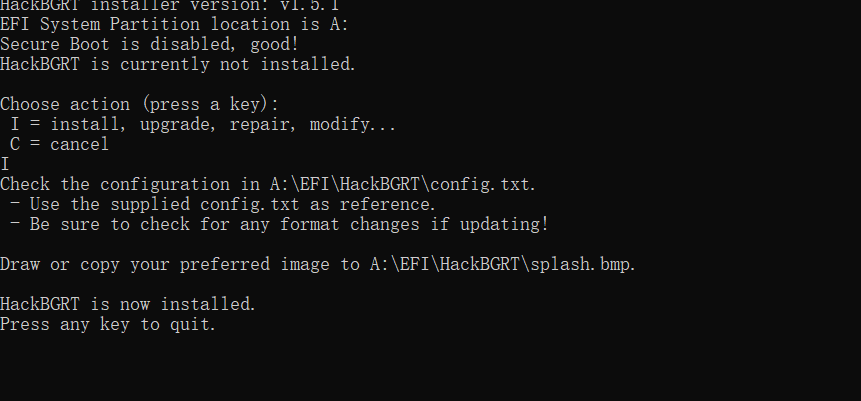 HackBGRT installer version: v1.5.1
EFI System Partition location is A:
Secure Boot is disabled, good!
HackBGRT is currently not installed.
Choose action (press a key):
I = install, upgrade, repair, modify...
C = cancel
I
Check the configuration in A:\EFI\HackBGRT\config.txt.
- Use the supplied config.txt as reference.
- Be sure to check for any format changes if updating!
Draw or copy your preferred image to A:\EFI\HackBGRT\splash.bmp.
HackBGRT is now installed.
Press any key to quit.